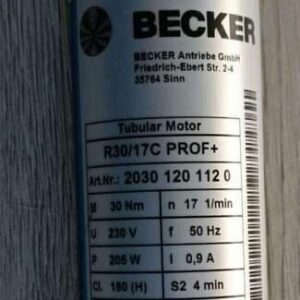 BECKER
BECKER Antriebe GmbH
Friedrich-Ebert Str. 2-4
35764 Sinn
Tubular Motor
R30/17C PROF+
Art.Nr.: 2030 120 112 0
M 30 Nm n 17 1/min
U 230 V f 50 Hz
P 205 W I 0,9 A
Cl. 180 (H) S2 4 min